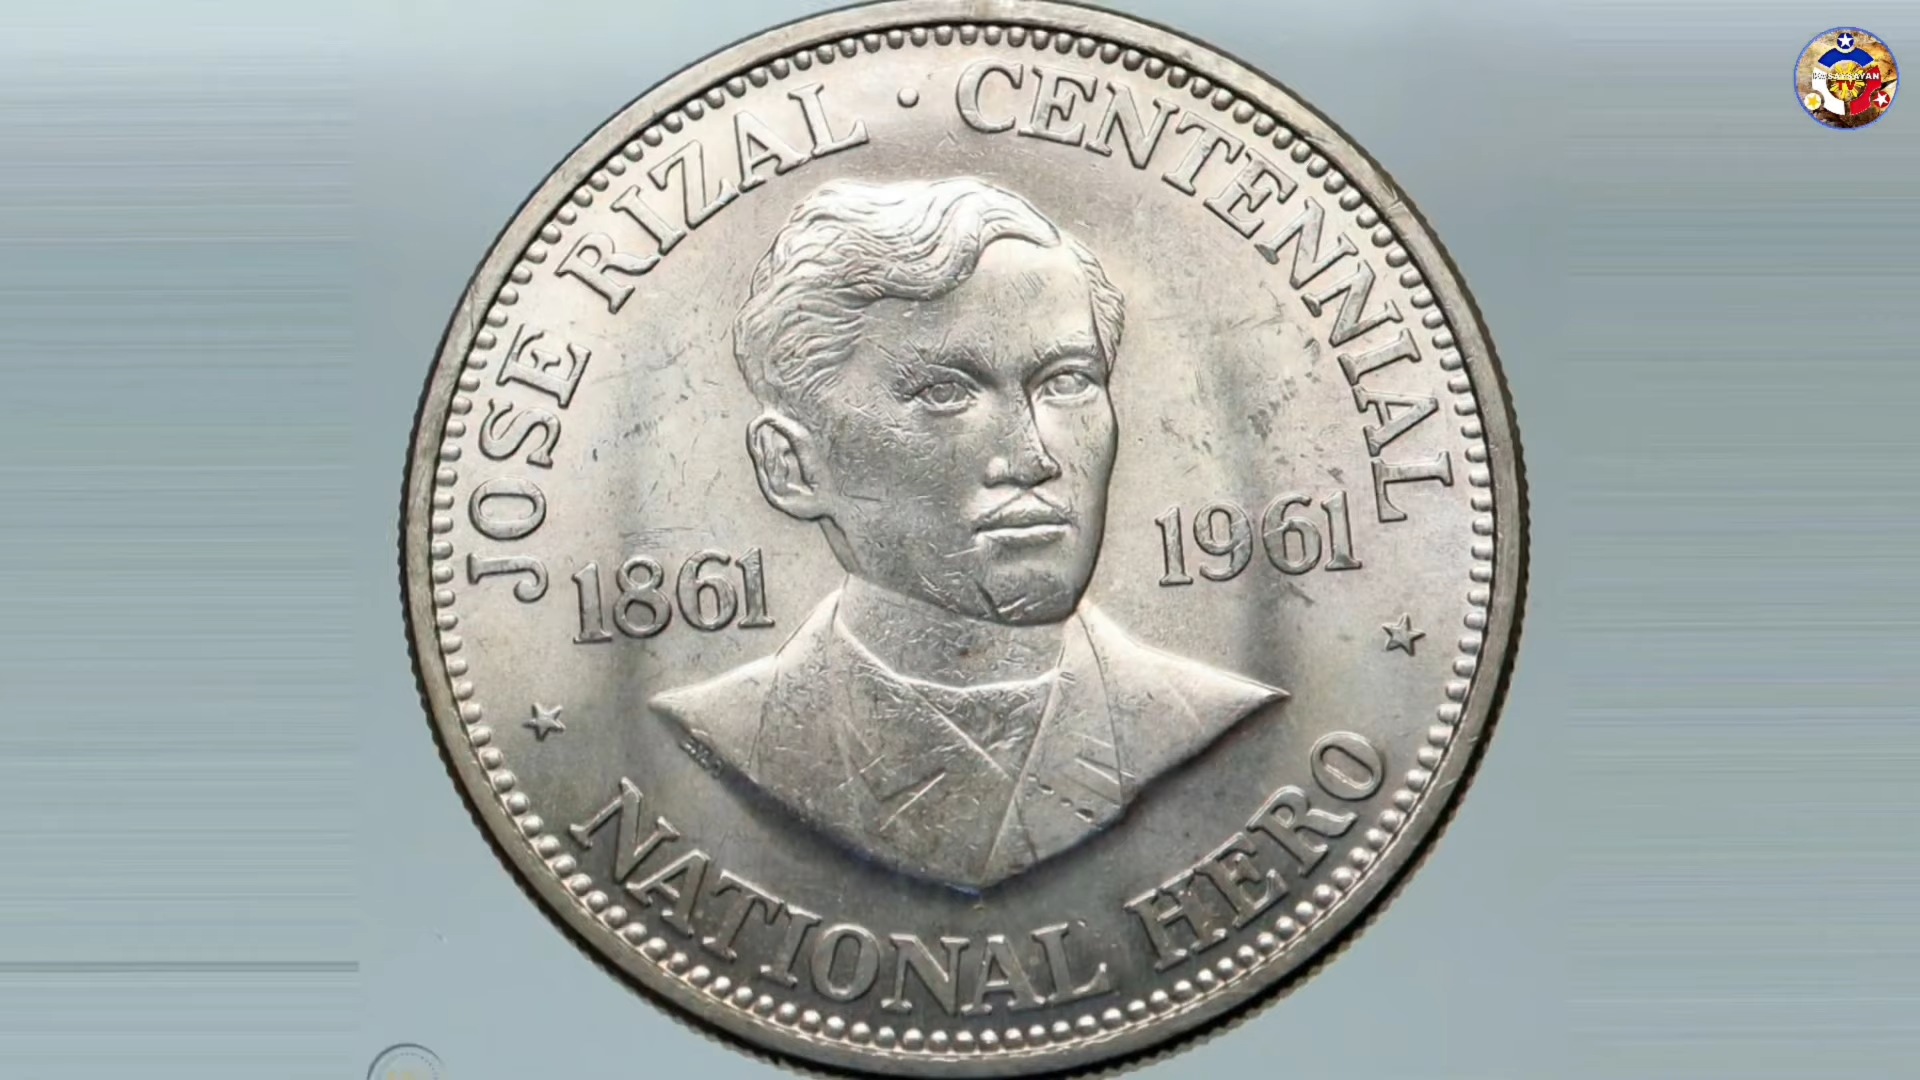 JOSE RIZAL · CENTENNIAL
1861
1961
NATIONAL HERO